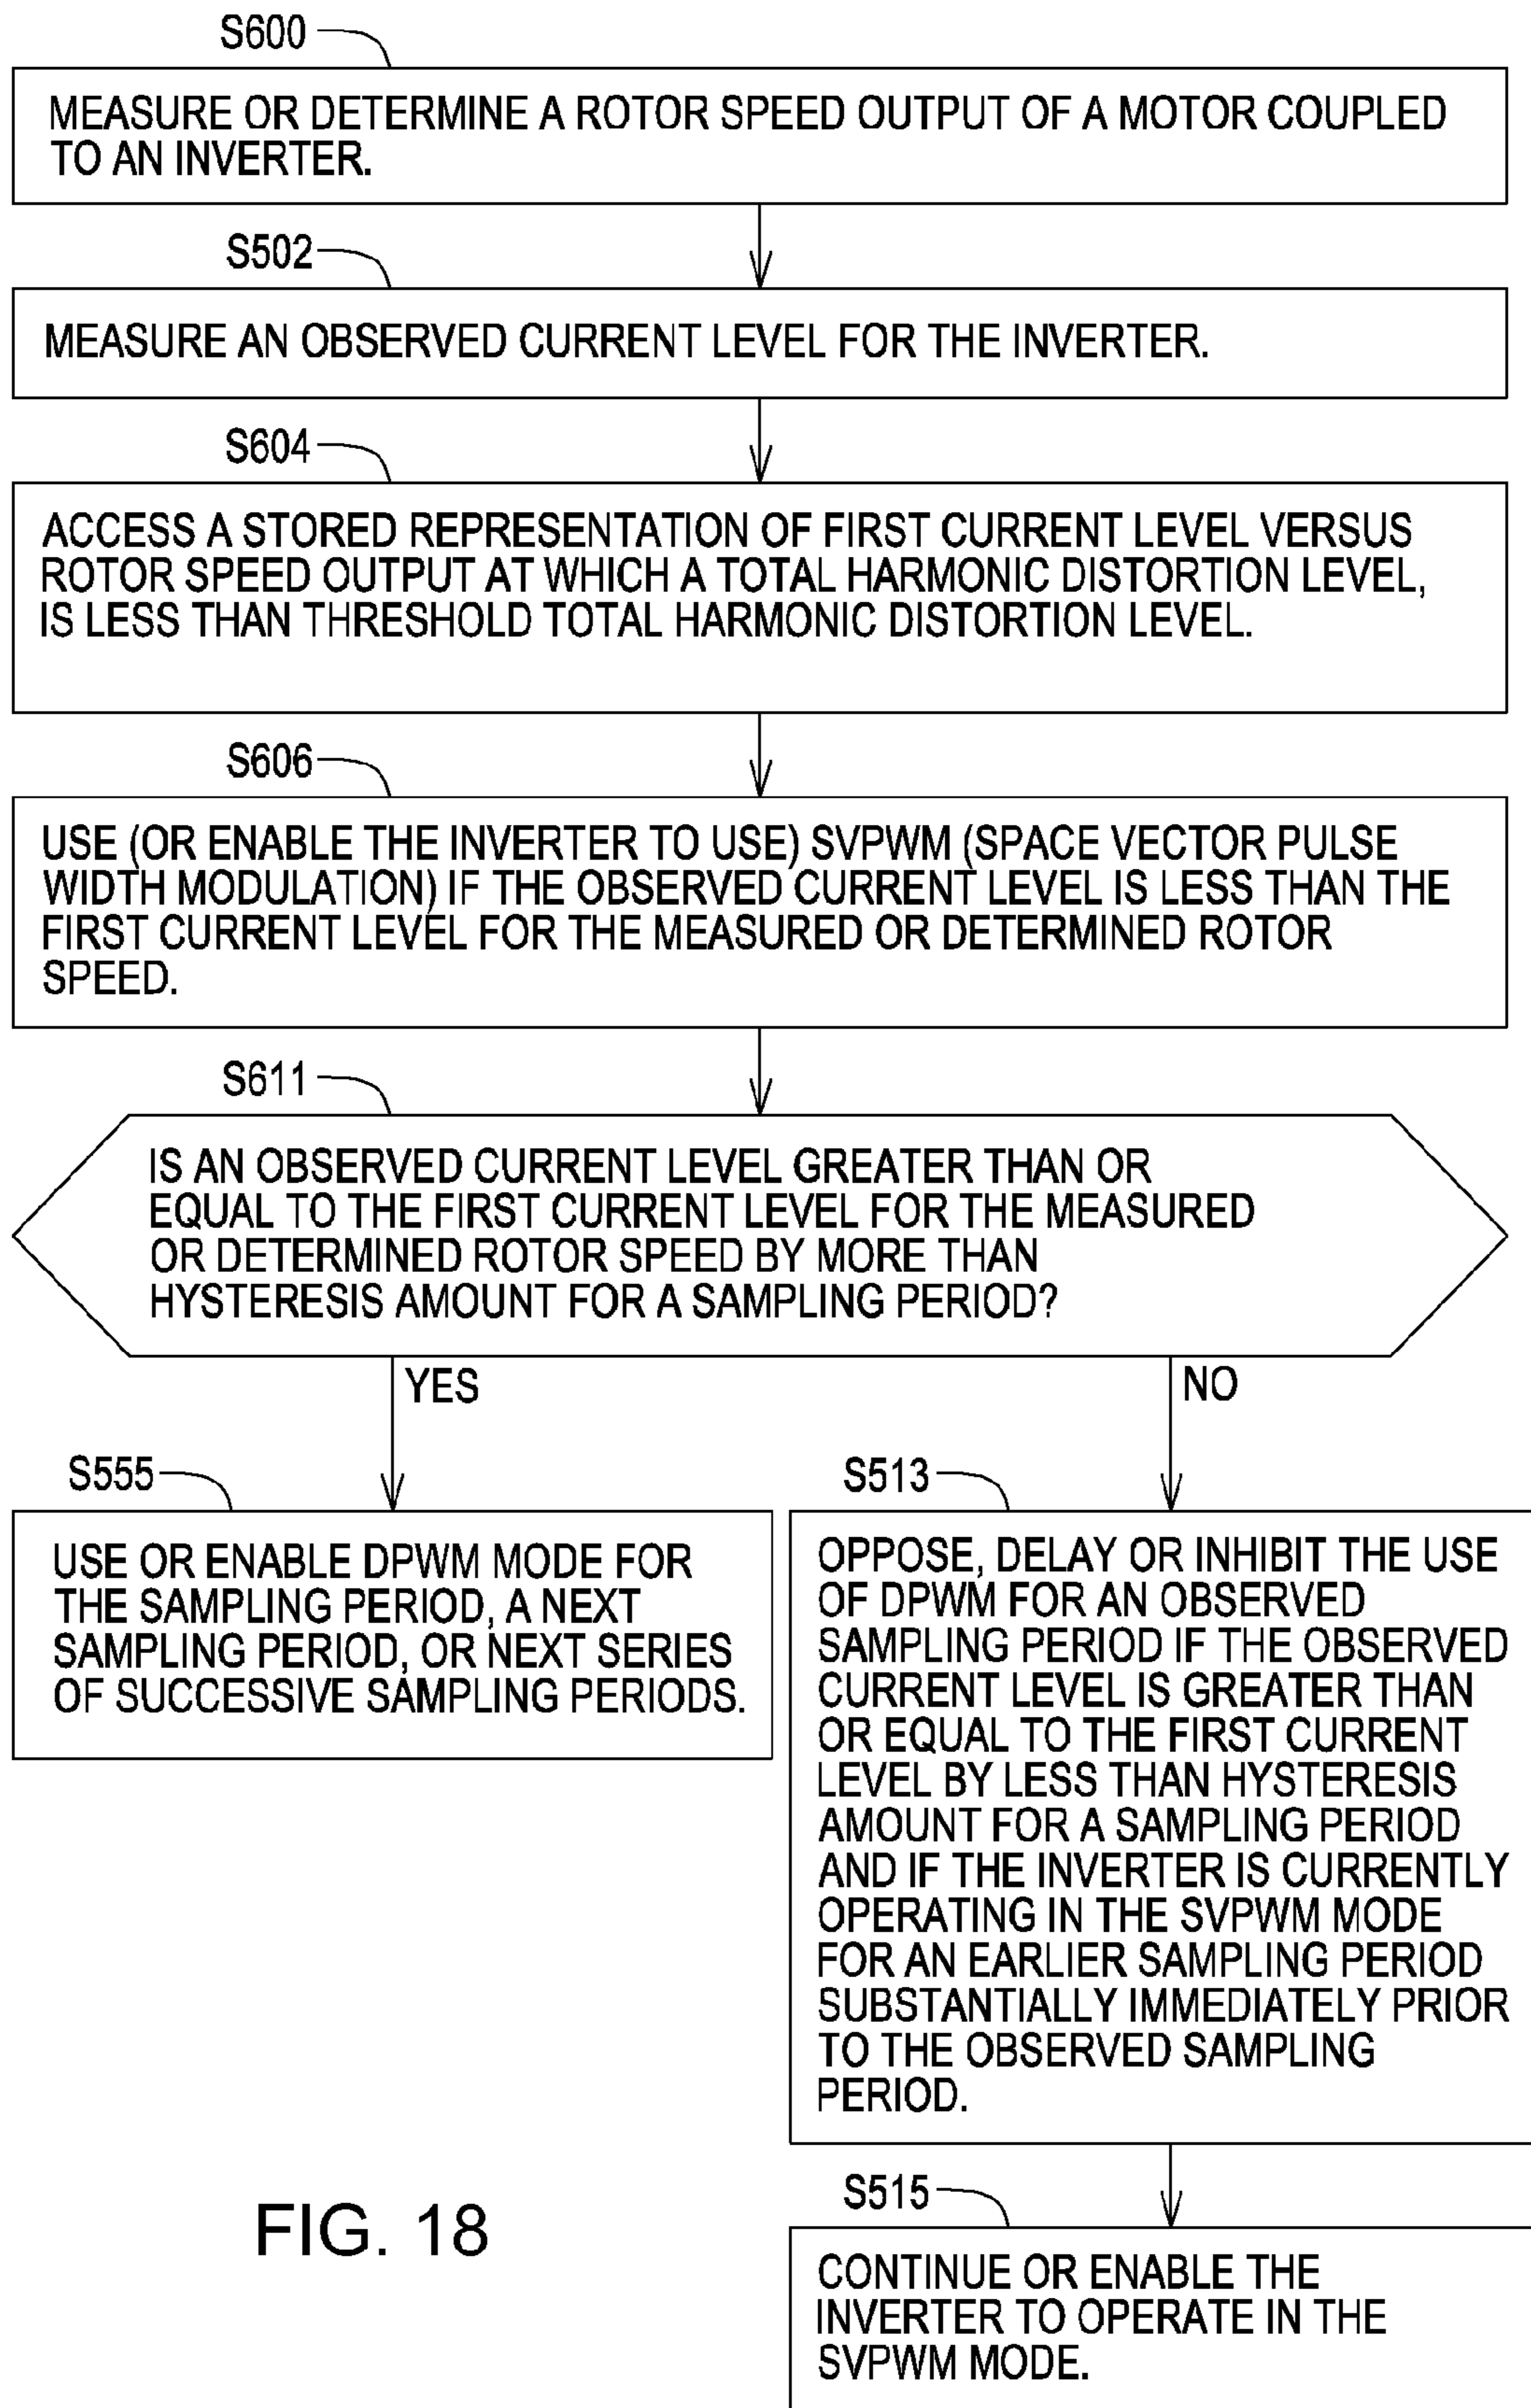 S600
MEASURE OR DETERMINE A ROTOR SPEED OUTPUT OF A MOTOR COUPLED
TO AN INVERTER.
S502
MEASURE AN OBSERVED CURRENT LEVEL FOR THE INVERTER.
S604
ACCESS A STORED REPRESENTATION OF FIRST CURRENT LEVEL VERSUS
ROTOR SPEED OUTPUT AT WHICH A TOTAL HARMONIC DISTORTION LEVEL,
IS LESS THAN THRESHOLD TOTAL HARMONIC DISTORTION LEVEL.
S606
USE (OR ENABLE THE INVERTER TO USE) SVPWM (SPACE VECTOR PULSE
WIDTH MODULATION) IF THE OBSERVED CURRENT LEVEL IS LESS THAN THE
FIRST CURRENT LEVEL FOR THE MEASURED OR DETERMINED ROTOR
SPEED.
S611
IS AN OBSERVED CURRENT LEVEL GREATER THAN OR
EQUAL TO THE FIRST CURRENT LEVEL FOR THE MEASURED
OR DETERMINED ROTOR SPEED BY MORE THAN
HYSTERESIS AMOUNT FOR A SAMPLING PERIOD?
YES
NO
S555
USE OR ENABLE DPWM MODE FOR
THE SAMPLING PERIOD, A NEXT
SAMPLING PERIOD, OR NEXT SERIES
OF SUCCESSIVE SAMPLING PERIODS.
S513
OPPOSE, DELAY OR INHIBIT THE USE
OF DPWM FOR AN OBSERVED
SAMPLING PERIOD IF THE OBSERVED
CURRENT LEVEL IS GREATER THAN
OR EQUAL TO THE FIRST CURRENT
LEVEL BY LESS THAN HYSTERESIS
AMOUNT FOR A SAMPLING PERIOD
AND IF THE INVERTER IS CURRENTLY
OPERATING IN THE SVPWM MODE
FOR AN EARLIER SAMPLING PERIOD
SUBSTANTIALLY IMMEDIATELY PRIOR
TO THE OBSERVED SAMPLING
PERIOD.
S515
CONTINUE OR ENABLE THE
INVERTER TO OPERATE IN THE
SVPWM MODE.
FIG. 18